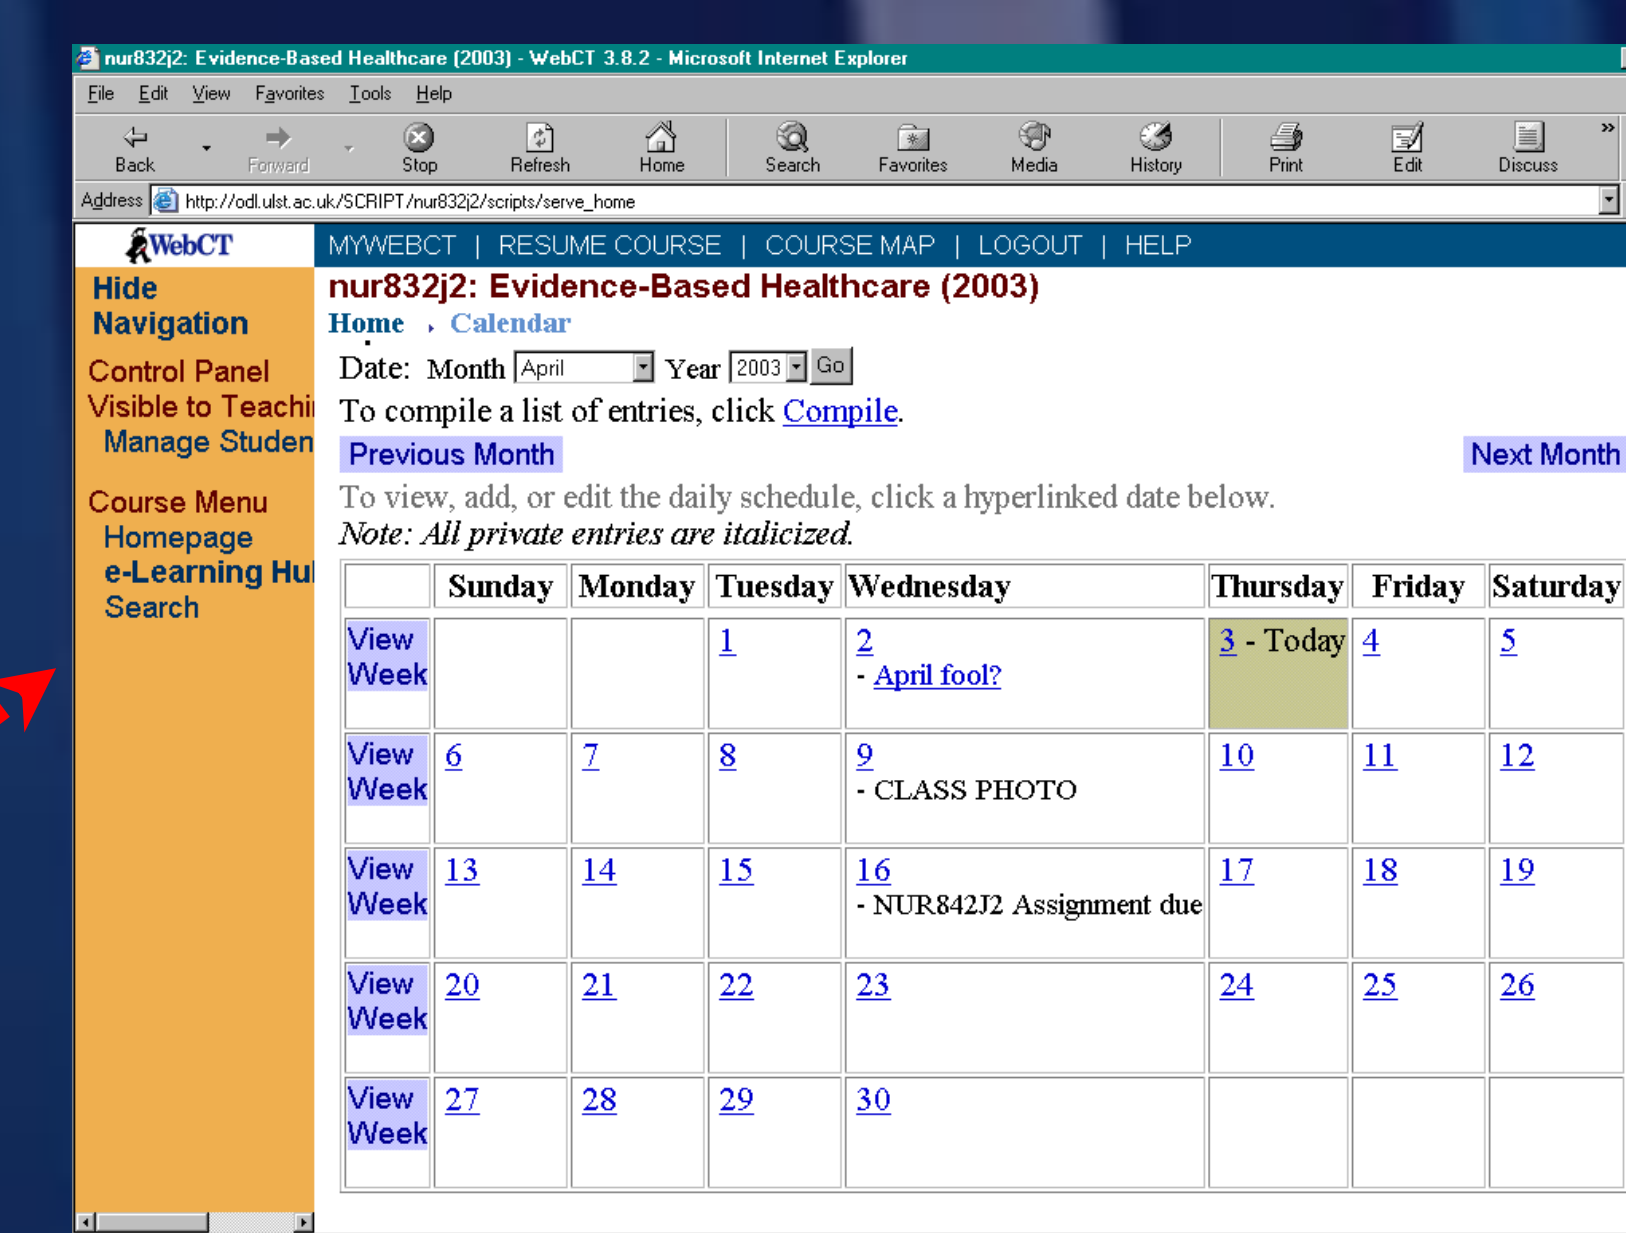 nur832j2: Evidence-Based Healthcare (2003) - WebCT 3.8.2 - Microsoft Internet Explorer
File Edit View Favorites Tools Help
Back Forward Stop Refresh Home Search Favorites Media History Print Edit Discuss »
Address http://odl.ulst.ac.uk/SCRIPT/nur832j2/scripts/serve_home
WebCT MYWEBCT | RESUME COURSE | COURSE MAP | LOGOUT | HELP
Hide
Navigation
Control Panel
Visible to Teachi
Manage Studen
Course Menu
Homepage
e-Learning Hu
Search
nur832j2: Evidence-Based Healthcare (2003)
Home Calendar
Date: Month April Year 2003 Go
To compile a list of entries, click Compile.
Previous Month Next Month
To view, add, or edit the daily schedule, click a hyperlinked date below.
Note: All private entries are italicized.
Sunday Monday Tuesday Wednesday Thursday Friday Saturday
View Week 1 2 3 - Today 4 5
- April fool?
View Week 6 7 8 9 10 11 12
- CLASS PHOTO
View Week 13 14 15 16 17 18 19
- NUR842J2 Assignment due
View Week 20 21 22 23 24 25 26
View Week 27 28 29 30